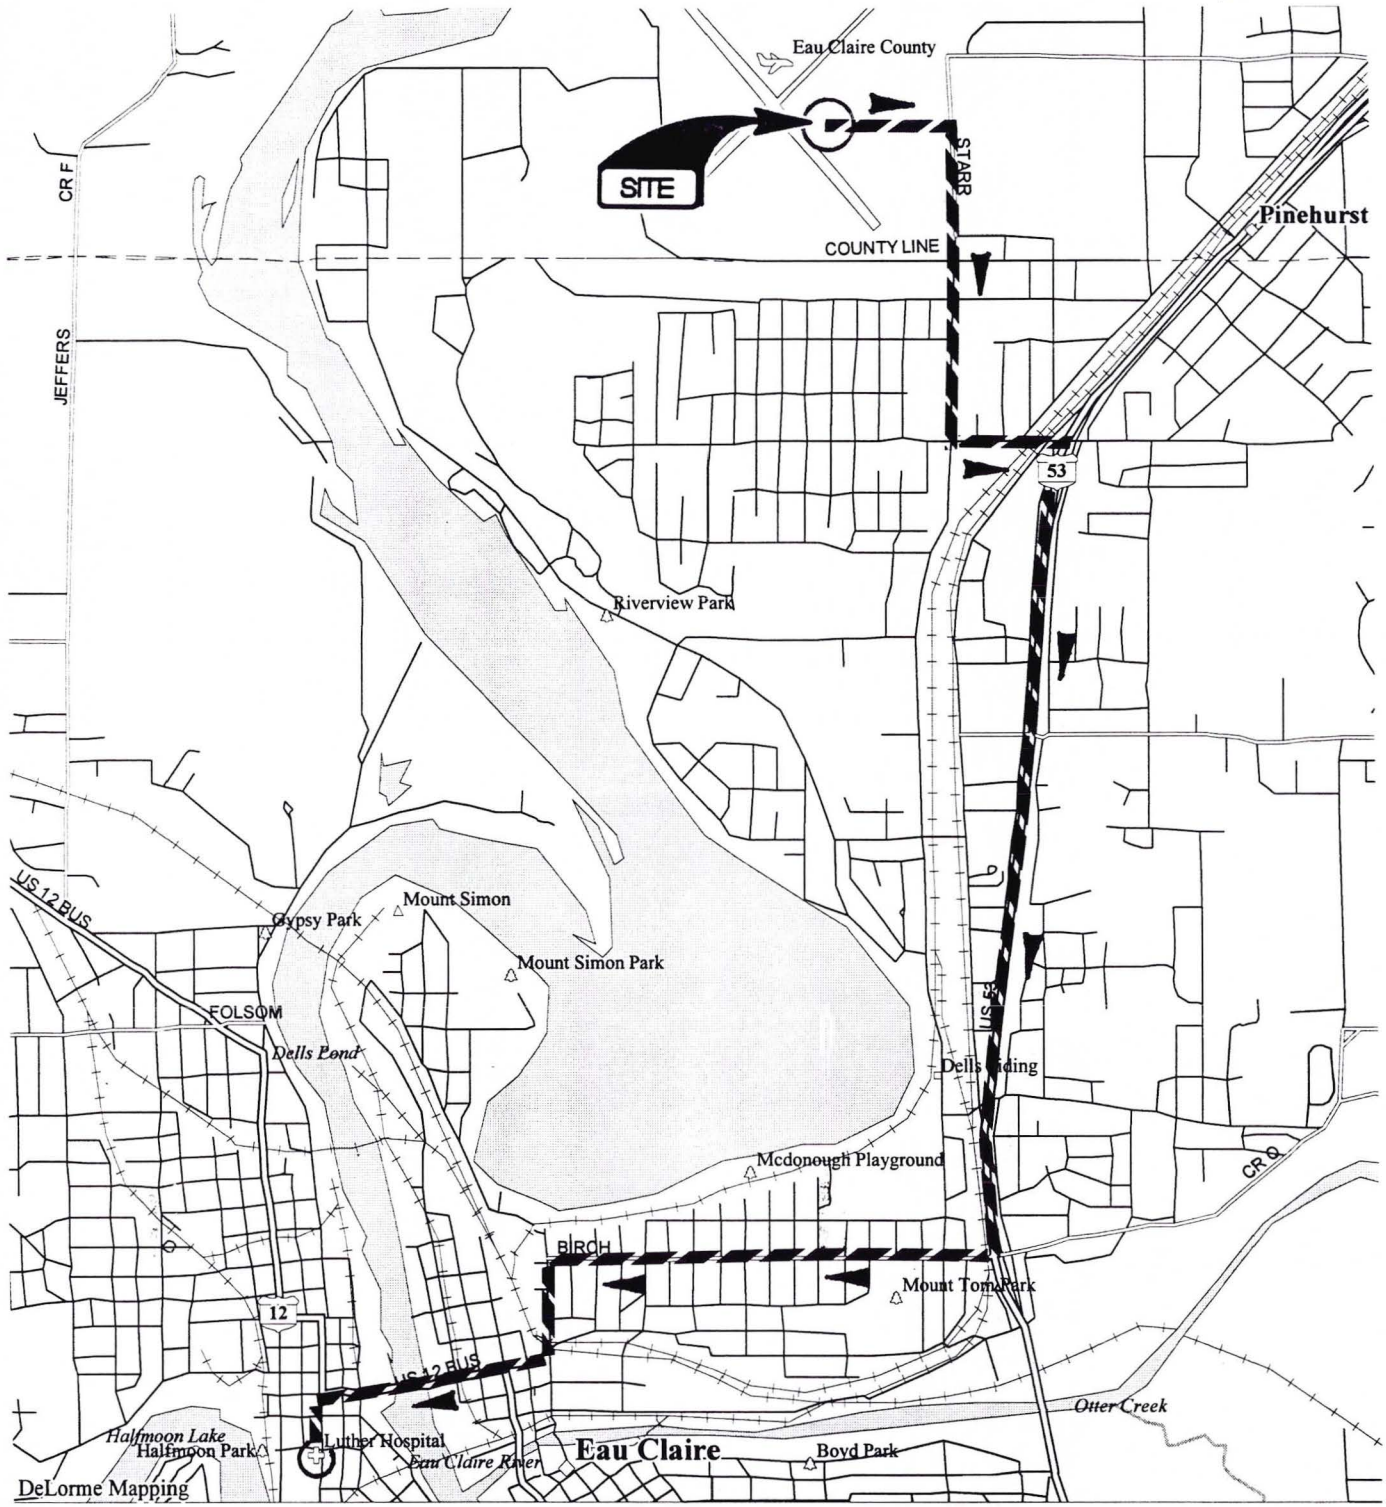 Eau Claire County
STARR
CR F
SITE
Pinehurst
COUNTY LINE
JEFFERS
53
Riverview Park
US 12 BUS
Mount Simon
Gypsy Park
Mount Simon Park
US 53
FOLSOM
Dells Pond
Dells Siding
Mcdonough Playground
CR Q
BIRCH
Mount Tom Park
12
US 12 BUS
Otter Creek
Halfmoon Lake
Luther Hospital
Halfmoon Park
Eau Claire
Boyd Park
Eau Claire River
DeLorme Mapping